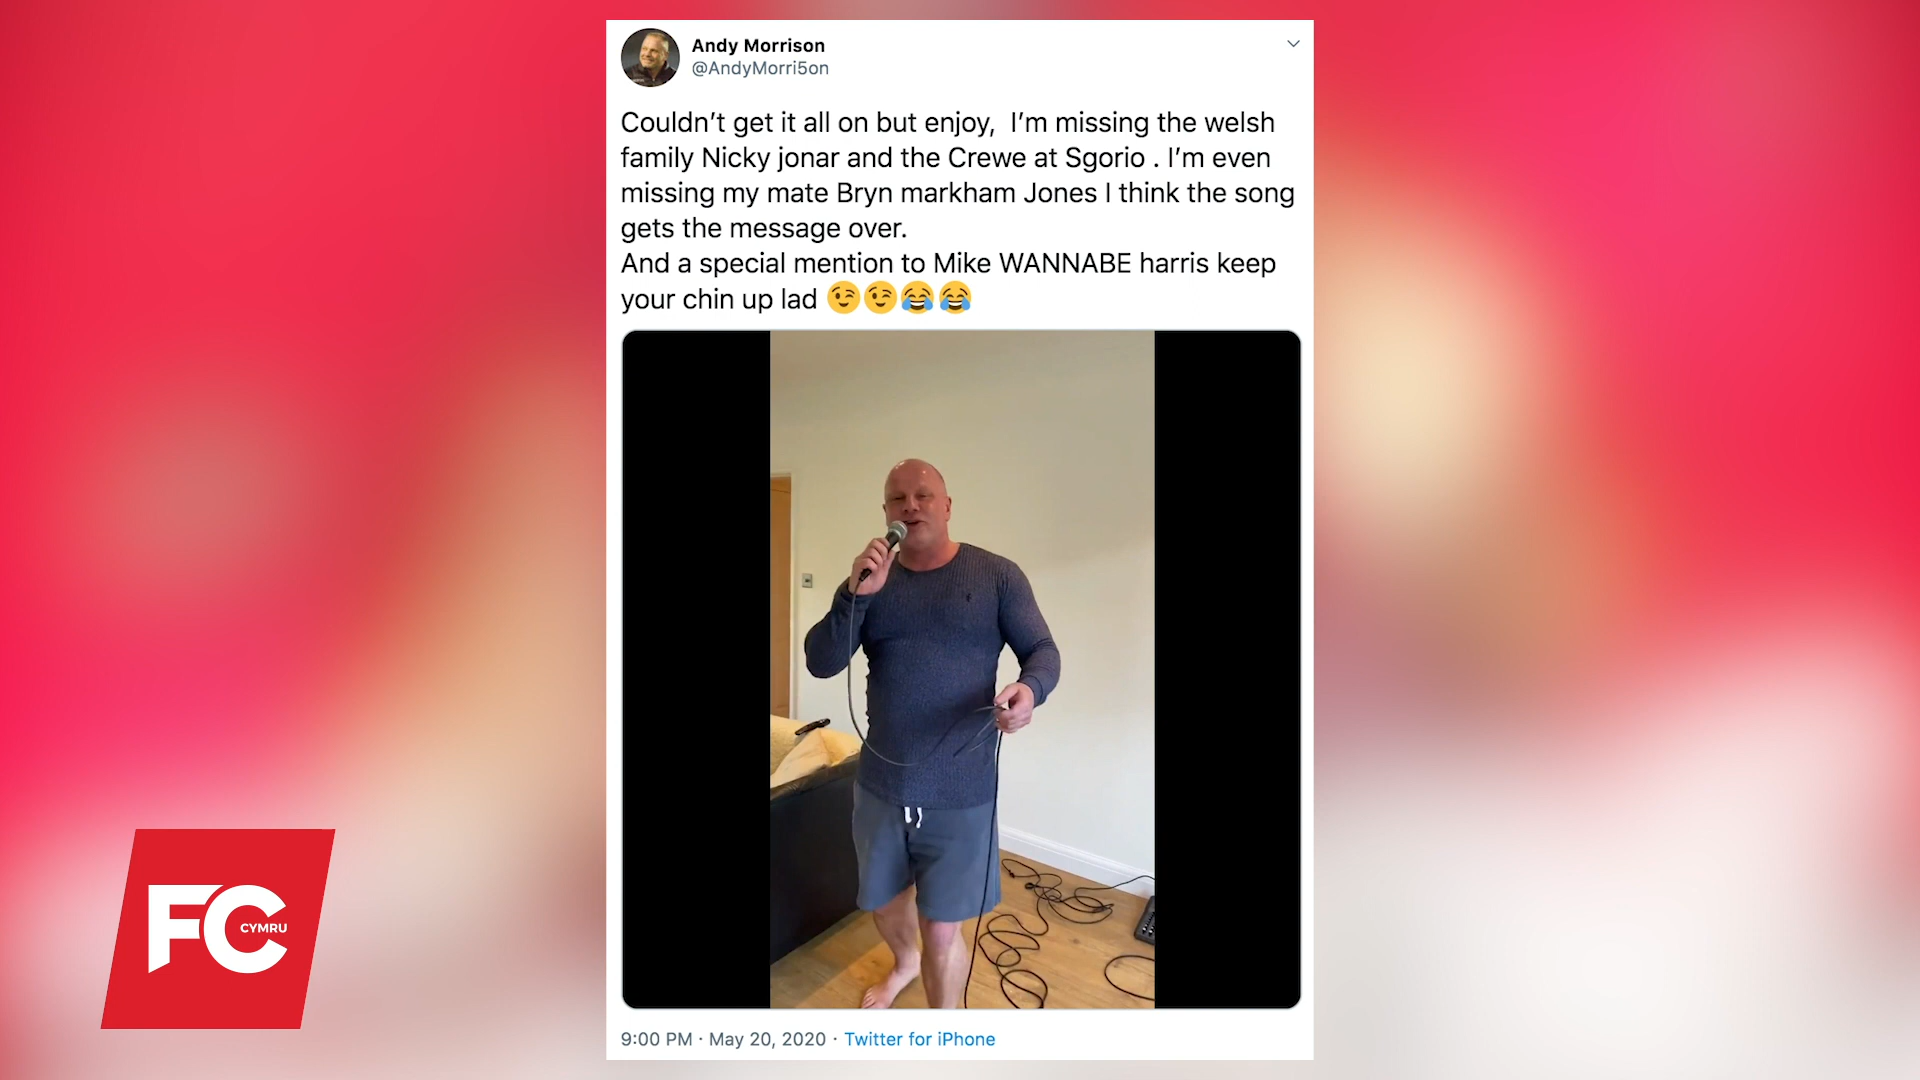 Andy Morrison
@AndyMorri5on
Couldn’t get it all on but enjoy,  I’m missing the welsh
family Nicky jonar and the Crewe at Sgorio . I’m even
missing my mate Bryn markham Jones I think the song
gets the message over.
And a special mention to Mike WANNABE harris keep
your chin up lad 😉😉😂😂
9:00 PM · May 20, 2020 · Twitter for iPhone
FC CYMRU